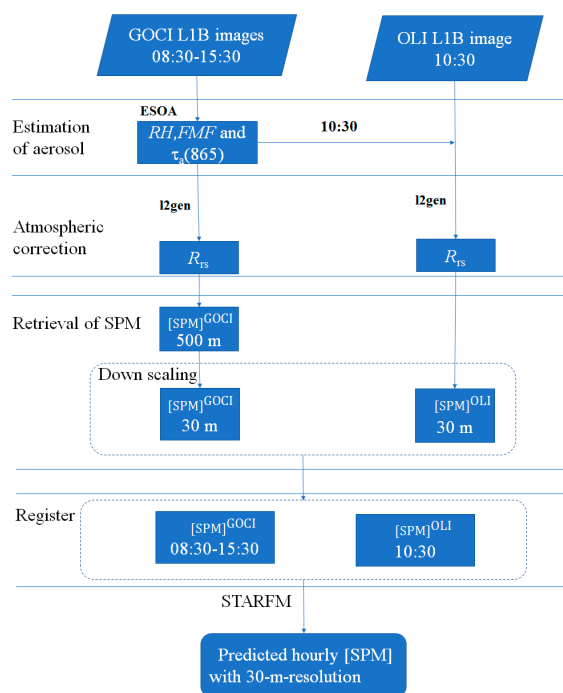 GOCI L1B images
08:30-15:30
OLI L1B image
10:30
ESOA
Estimation
of aerosol
RH,FMF and
τa(865)
10:30
l2gen
l2gen
Atmospheric
correction
Rrs
Rrs
Retrieval of SPM
[SPM]GOCI
500 m
Down scaling
[SPM]GOCI
30 m
[SPM]OLI
30 m
Register
[SPM]GOCI
08:30-15:30
[SPM]OLI
10:30
STARFM
Predicted hourly [SPM]
with 30-m-resolution